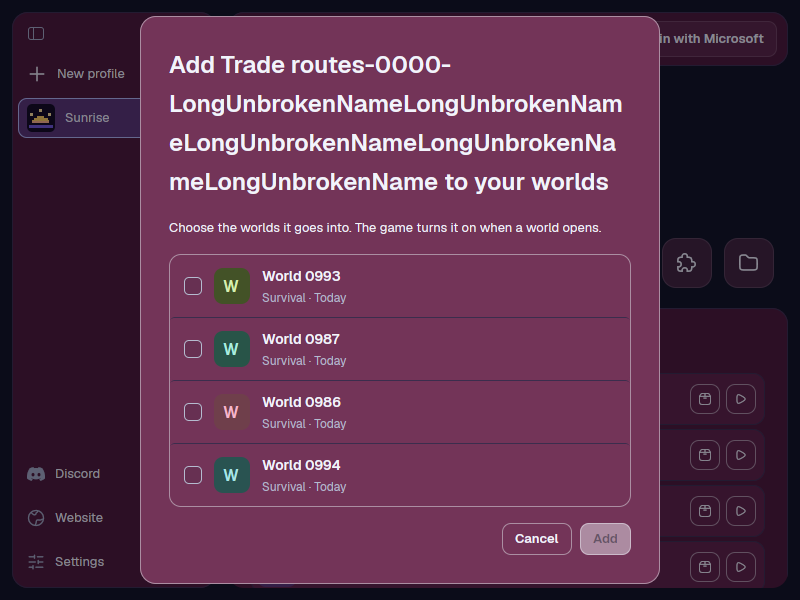 New profile
Sunrise
Discord
Website
Settings
in with Microsoft
Add Trade routes-0000-
LongUnbrokenNameLongUnbrokenNam
eLongUnbrokenNameLongUnbrokenNa
meLongUnbrokenName to your worlds
Choose the worlds it goes into. The game turns it on when a world opens.
W
World 0993
Survival · Today
W
World 0987
Survival · Today
W
World 0986
Survival · Today
W
World 0994
Survival · Today
Cancel
Add